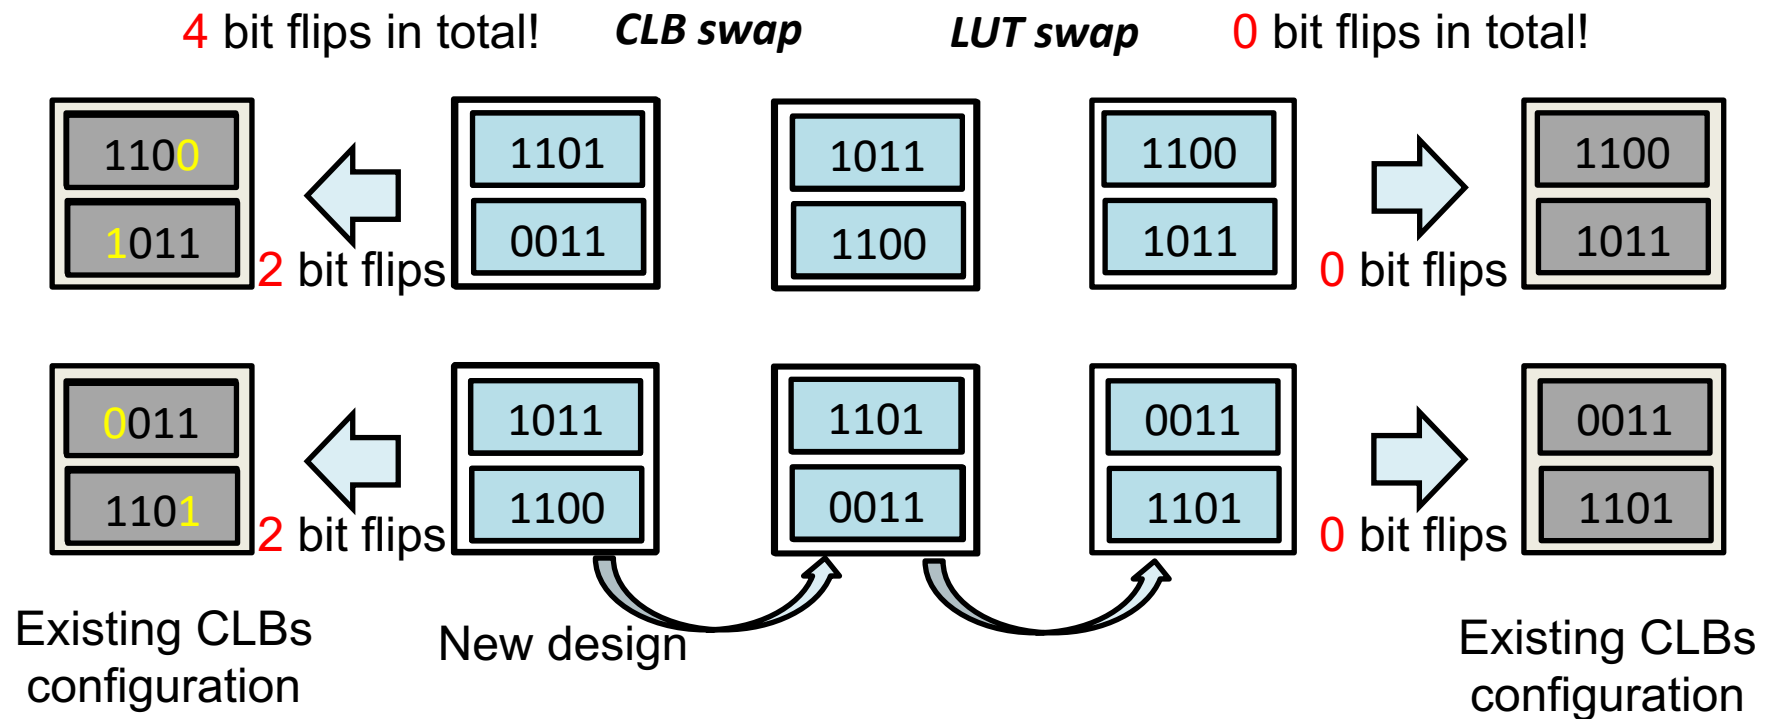 4 bit flips in total! CLB swap LUT swap 0 bit flips in total!
1100 1101 1011 1100 1100
1011 0011 1100 1011 1011
2 bit flips 0 bit flips
0011 1011 1101 0011 0011
1101 1100 0011 1101 1101
2 bit flips 0 bit flips
Existing CLBs New design Existing CLBs
configuration configuration